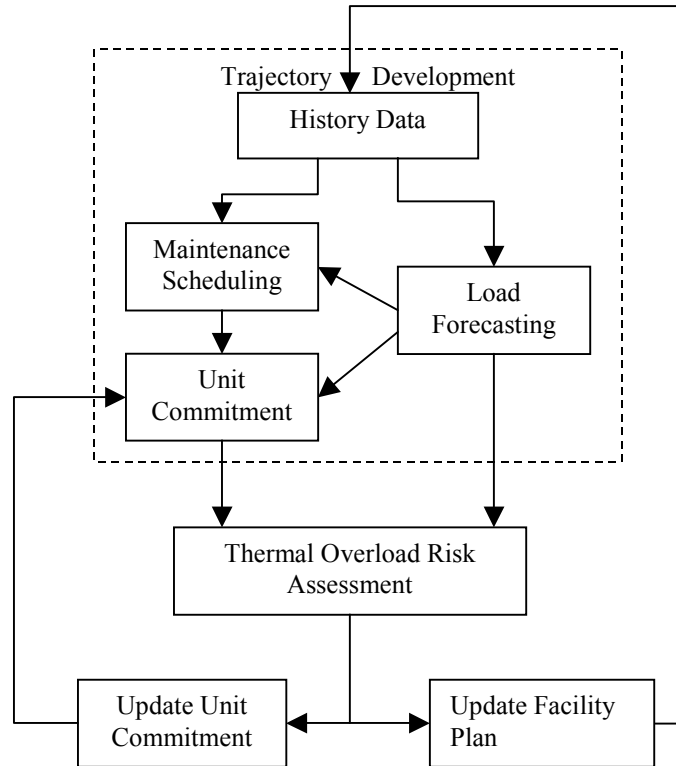 Trajectory Development
History Data
Maintenance
Scheduling
Load
Forecasting
Unit
Commitment
Thermal Overload Risk
Assessment
Update Unit
Commitment
Update Facility
Plan